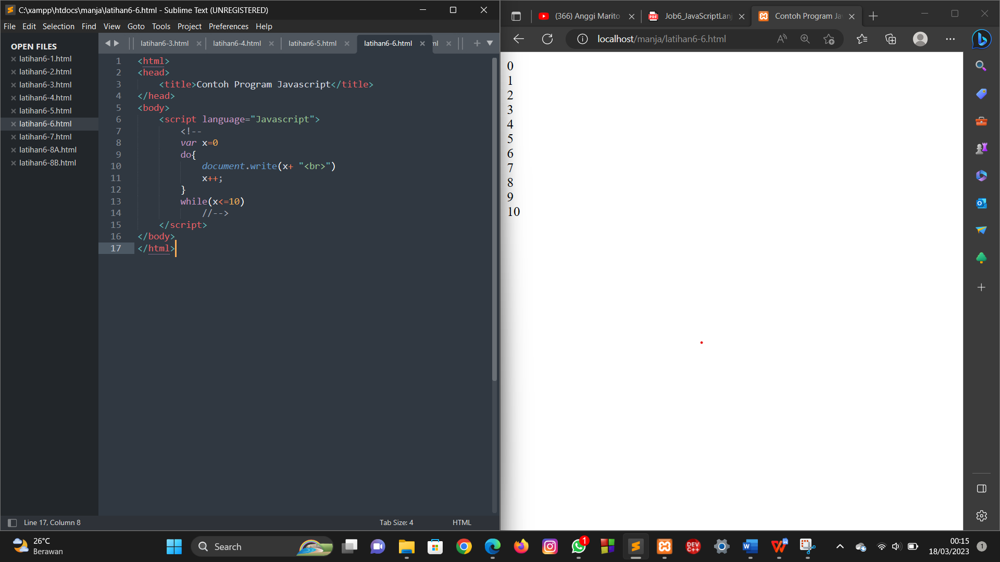 C:\xampp\htdocs\manja\latihan6-6.html - Sublime Text (UNREGISTERED)
File Edit Selection Find View Goto Tools Project Preferences Help
OPEN FILES
latihan6-1.html
latihan6-2.html
latihan6-3.html
latihan6-4.html
latihan6-5.html
latihan6-6.html
latihan6-7.html
latihan6-8A.html
latihan6-8B.html
latihan6-3.html latihan6-4.html latihan6-5.html latihan6-6.html ml
1 <html>
2 <head>
3 <title>Contoh Program Javascript</title>
4 </head>
5 <body>
6 <script language="Javascript">
7 <!--
8 var x=0
9 do{
10 document.write(x+ "<br>")
11 x++;
12 }
13 while(x<=10)
14 //-->
15 </script>
16 </body>
17 </html>
Line 17, Column 8 Tab Size: 4 HTML
(366) Anggi Marito Job6_JavaScriptLanj Contoh Program Ja
localhost/manja/latihan6-6.html
0
1
2
3
4
5
6
7
8
9
10
26°C
Berawan
Search
1
DEV C++
00:15
18/03/2023
1